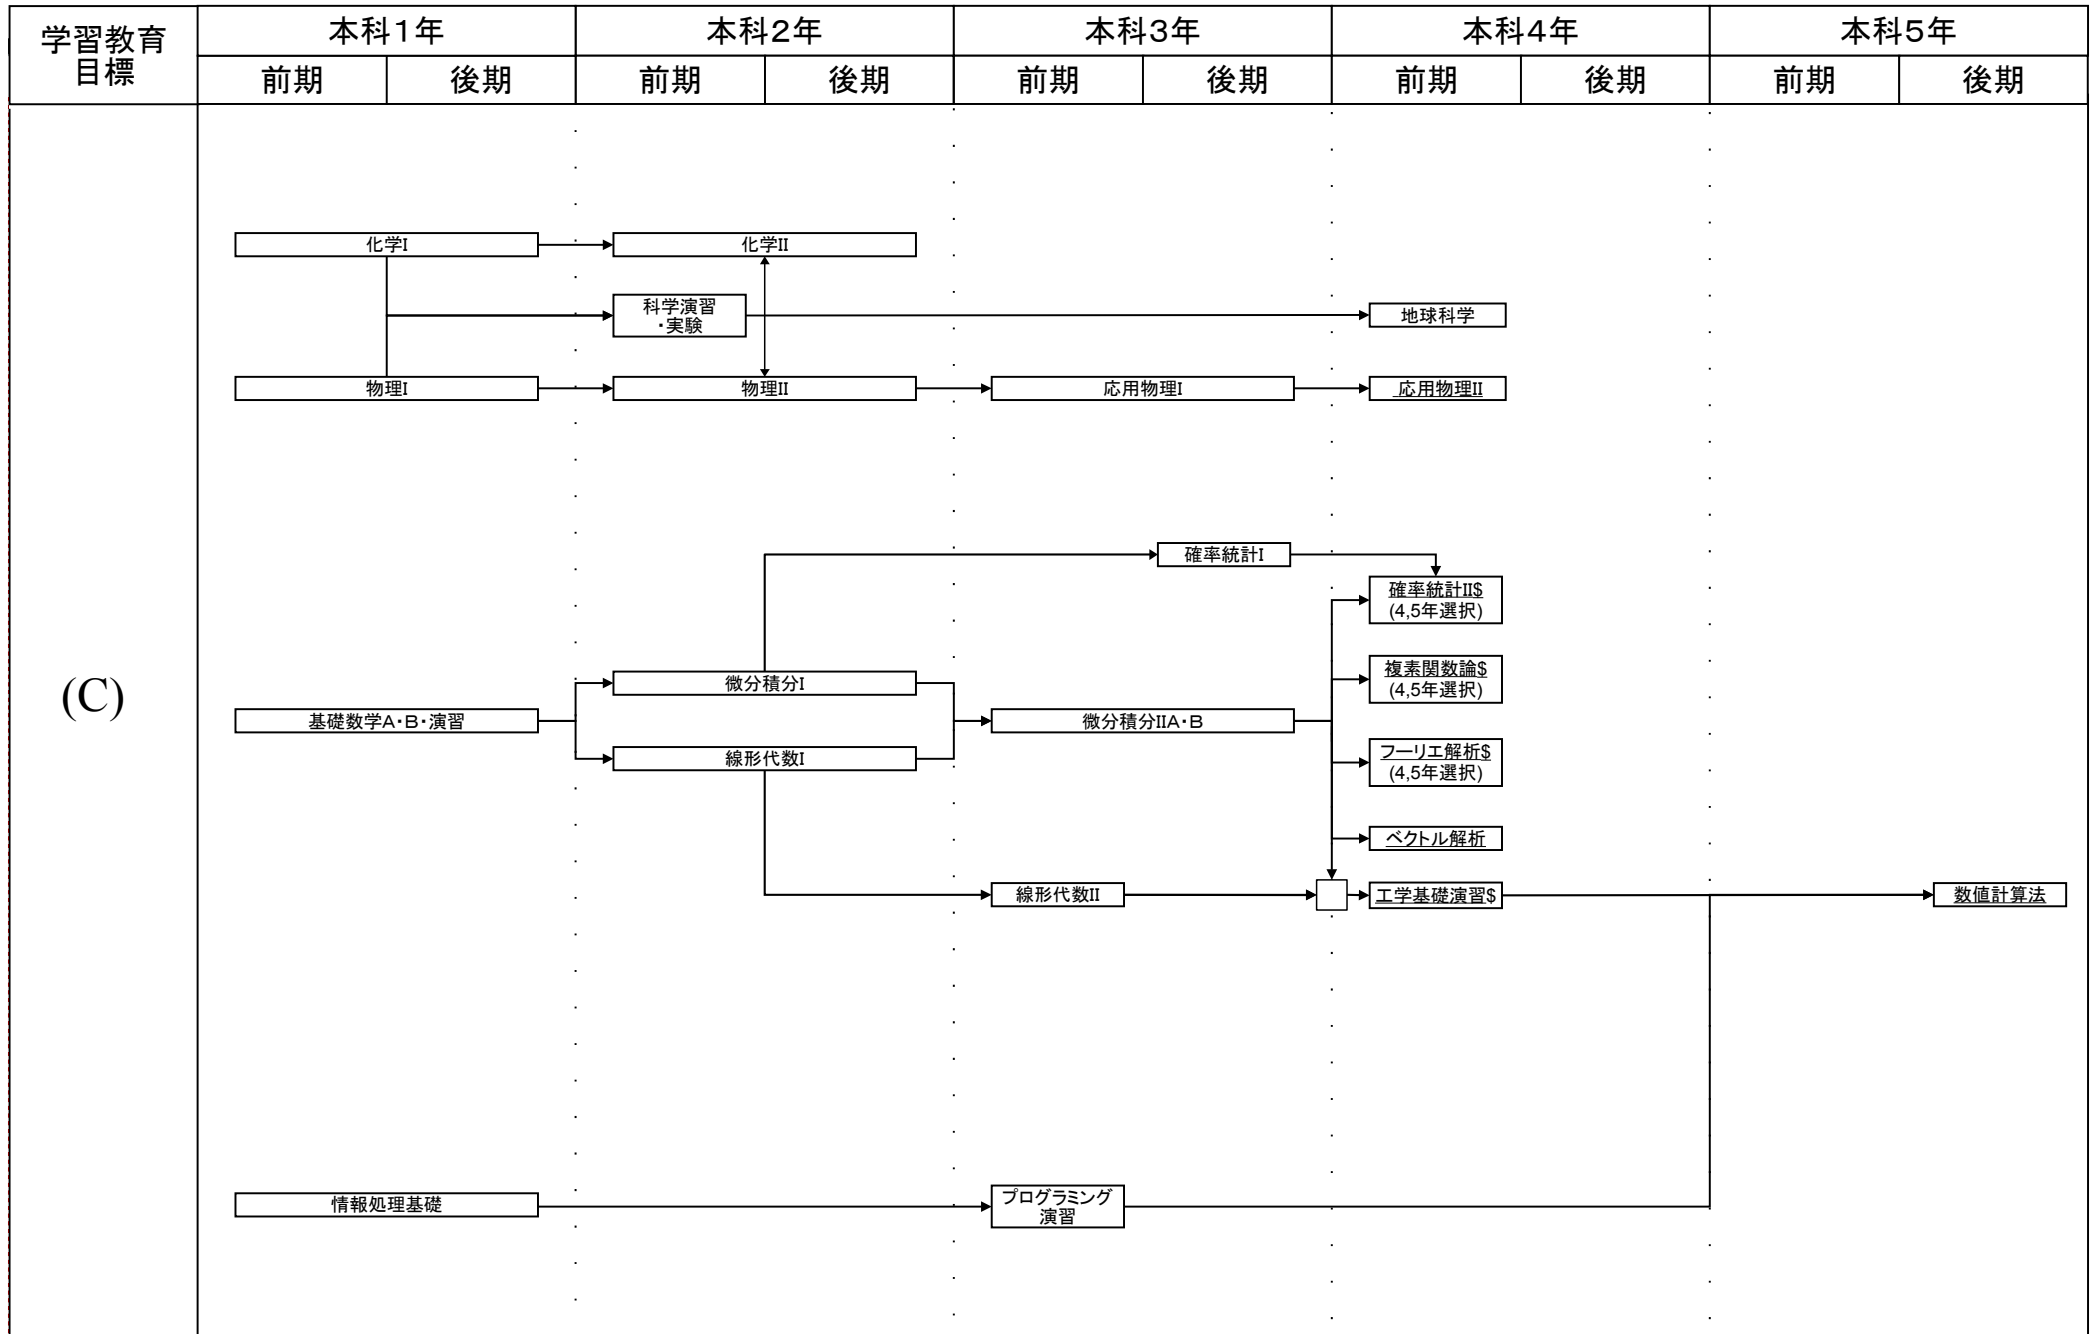 学習教育
目標
本科1年
本科2年
本科3年
本科4年
本科5年
前期
後期
前期
後期
前期
後期
前期
後期
前期
後期
(C)
化学I
化学II
科学演習
・実験
地球科学
物理I
物理II
応用物理I
応用物理II
確率統計I
確率統計II$
(4,5年選択)
複素関数論$
(4,5年選択)
微分積分I
基礎数学A・B・演習
微分積分IIA・B
線形代数I
フーリエ解析$
(4,5年選択)
ベクトル解析
線形代数II
工学基礎演習$
数値計算法
情報処理基礎
プログラミング
演習